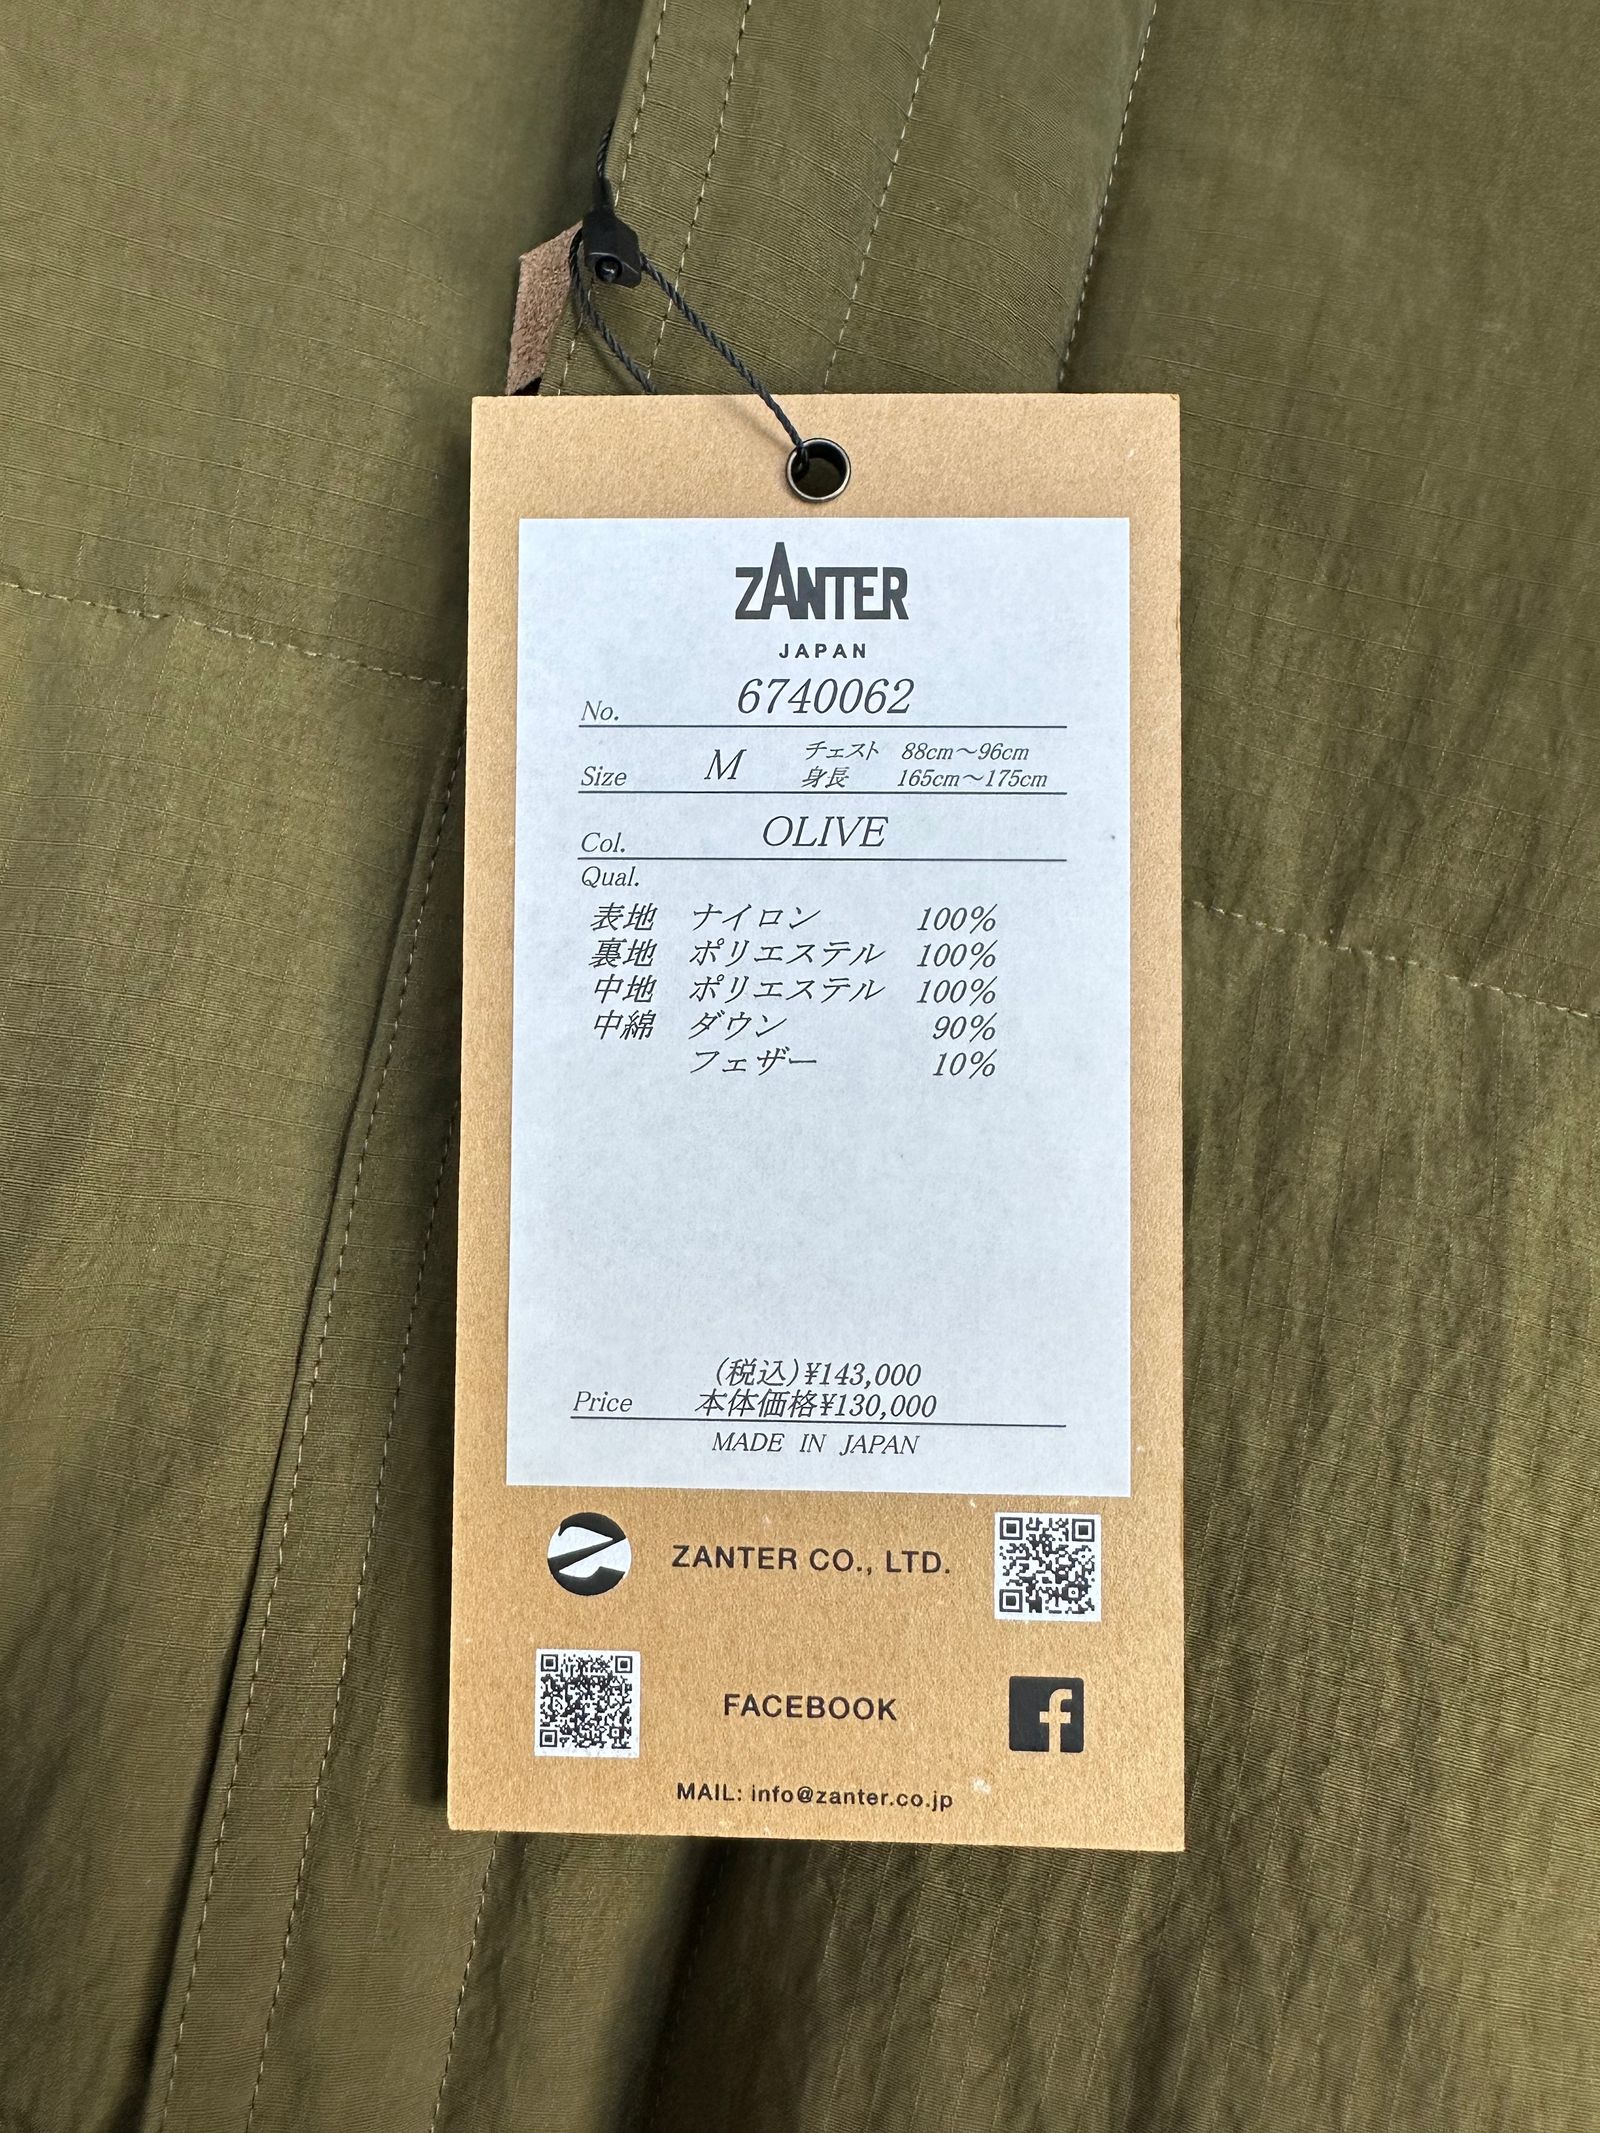 ZANTER
JAPAN
No. 6740062
Size M チェスト 88cm～96cm
身長 165cm～175cm
Col. OLIVE
Qual.
表地 ナイロン 100%
裏地 ポリエステル 100%
中地 ポリエステル 100%
中綿 ダウン 90%
フェザー 10%
(税込)¥143,000
Price 本体価格¥130,000
MADE IN JAPAN
ZANTER CO., LTD.
FACEBOOK
MAIL: info@zanter.co.jp